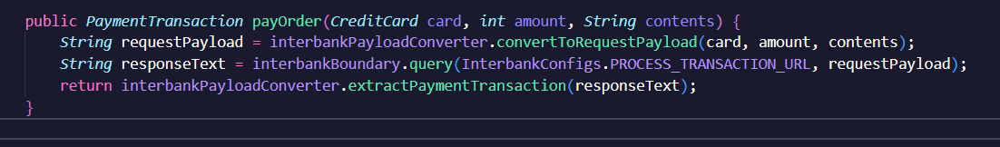 public PaymentTransaction payOrder(CreditCard card, int amount, String contents) {
    String requestPayload = interbankPayloadConverter.convertToRequestPayload(card, amount, contents);
    String responseText = interbankBoundary.query(InterbankConfigs.PROCESS_TRANSACTION_URL, requestPayload);
    return interbankPayloadConverter.extractPaymentTransaction(responseText);
}